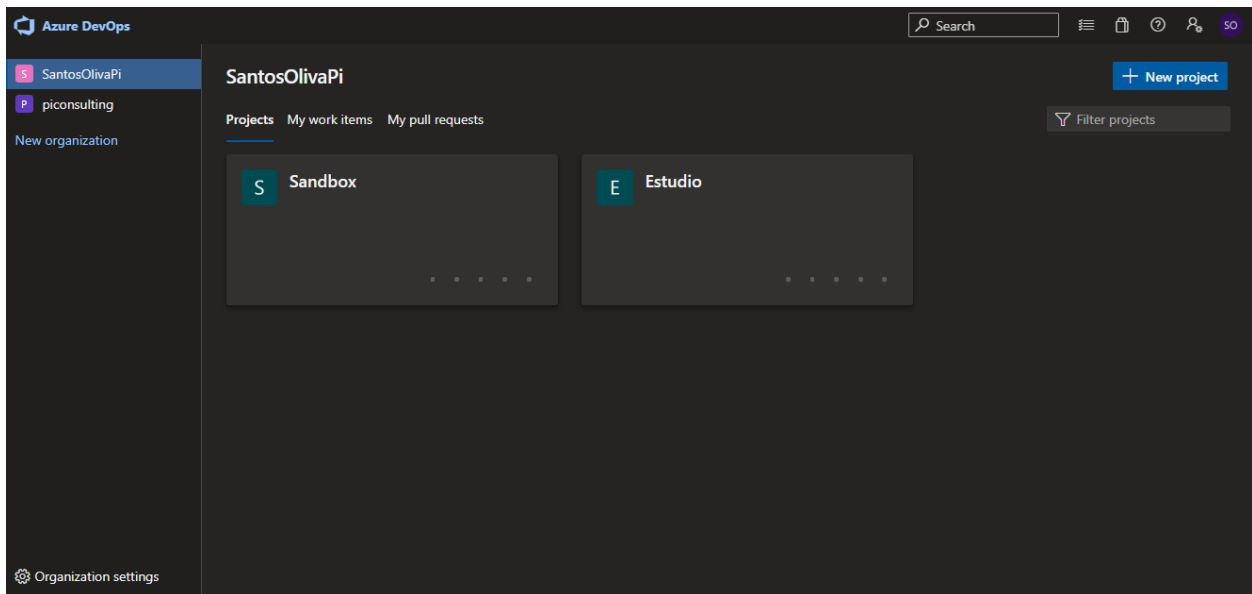 Azure DevOps
Search
SO
S SantosOlivaPi
P piconsulting
New organization
SantosOlivaPi
New project
Projects My work items My pull requests
Filter projects
S Sandbox
E Estudio
Organization settings